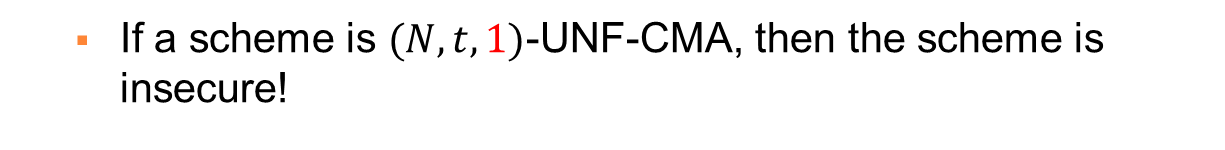 ▪ If a scheme is (𝑁, 𝑡, 1)-UNF-CMA, then the scheme is
insecure!